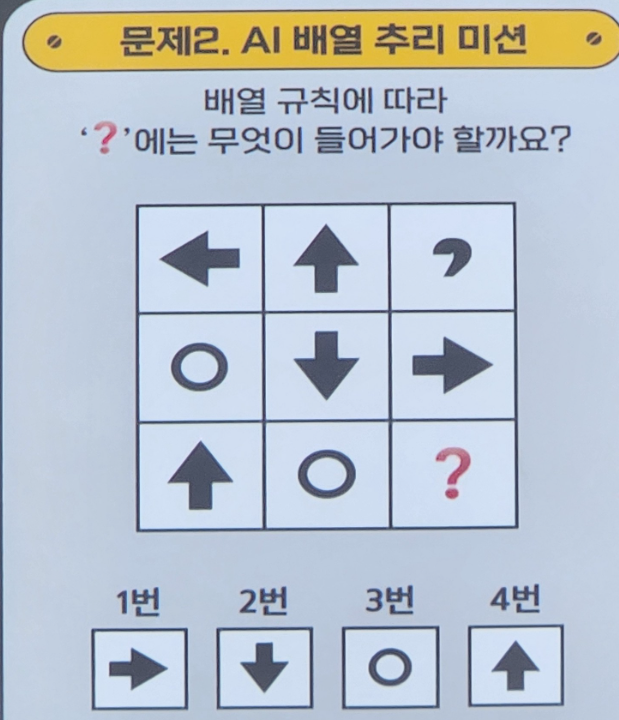 문제2. AI 배열 추리 미션
배열 규칙에 따라
‘?’에는 무엇이 들어가야 할까요?
,
?
1번 2번 3번 4번